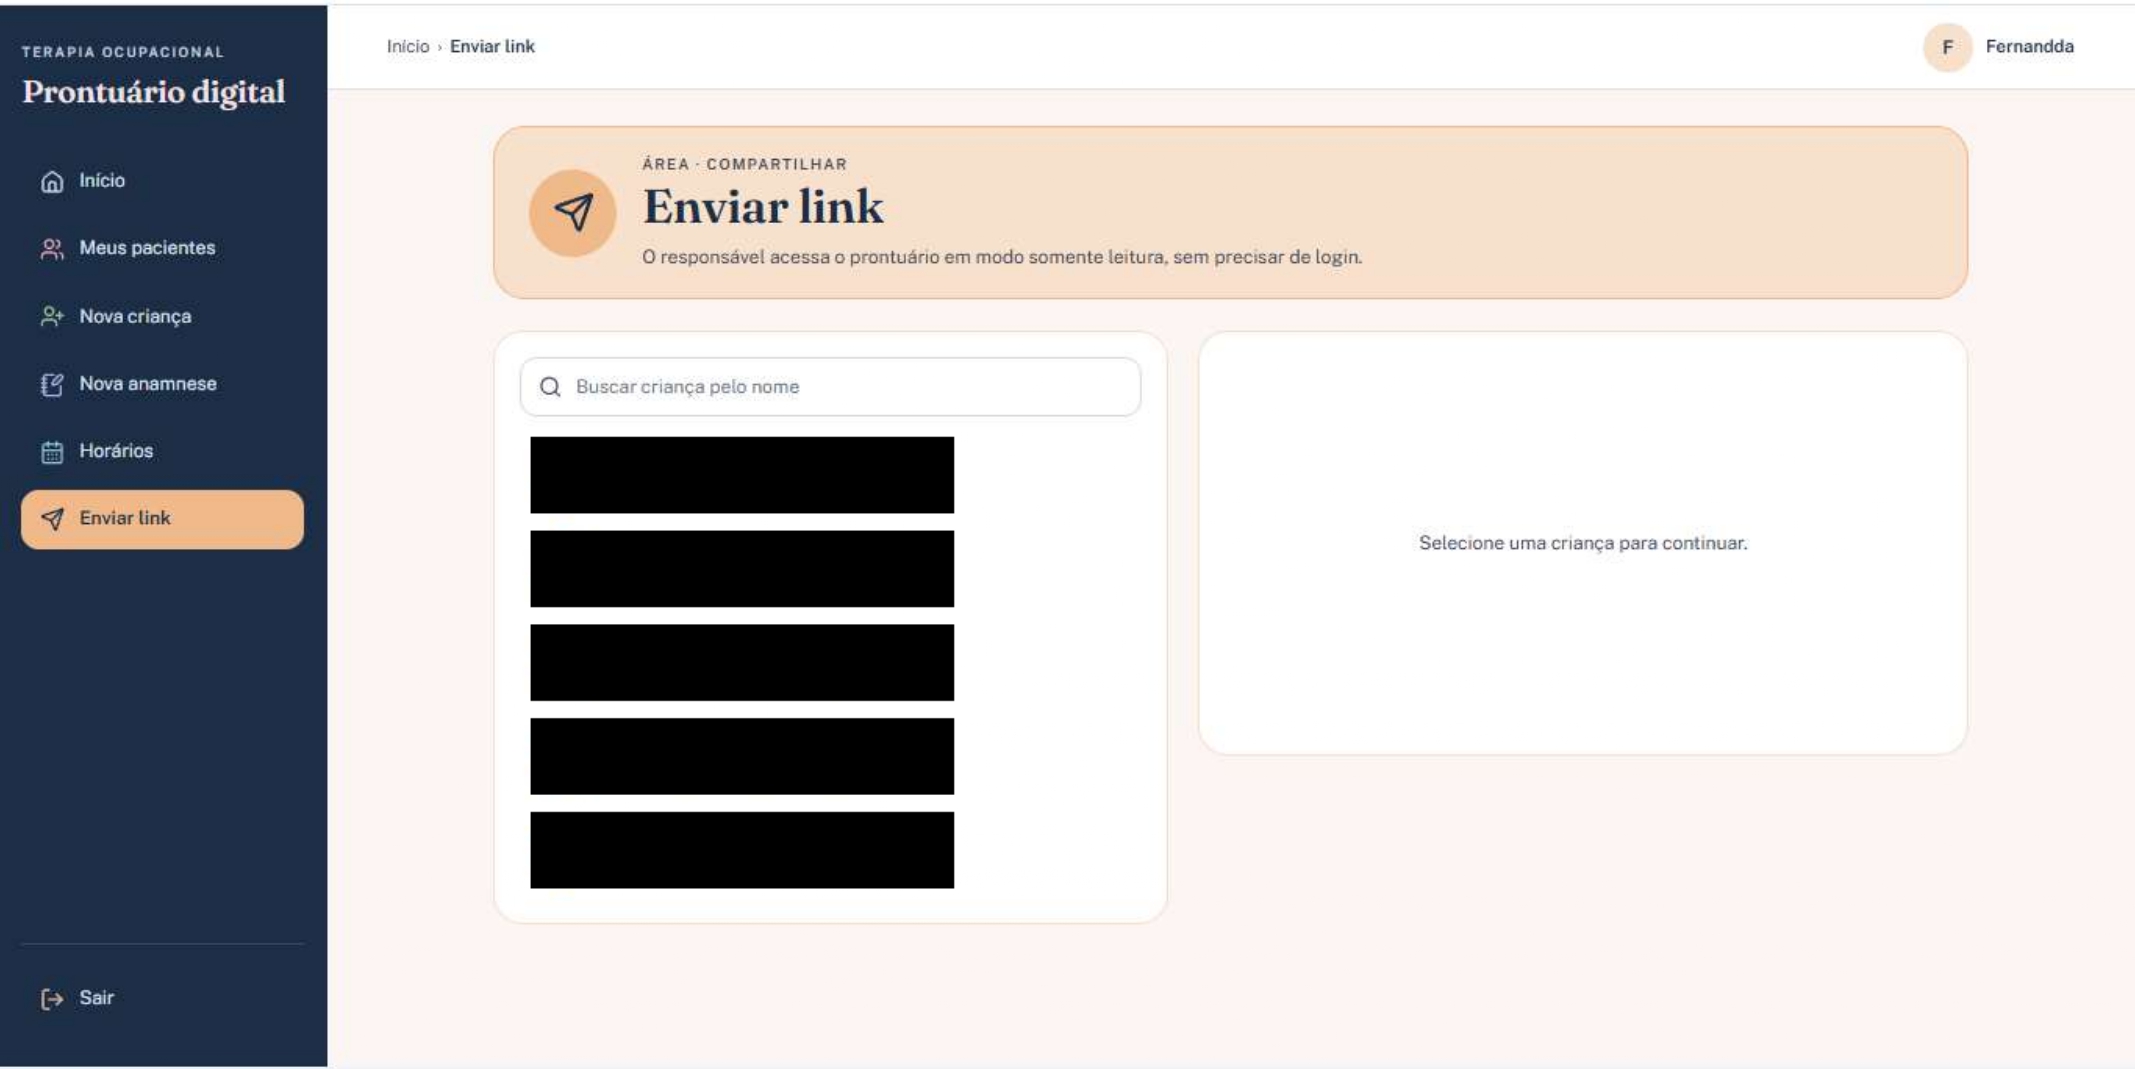 TERAPIA OCUPACIONAL
Prontuário digital
Início
Meus pacientes
Nova criança
Nova anamnese
Horários
Enviar link
Sair
Início › Enviar link
F Fernandda
ÁREA · COMPARTILHAR
Enviar link
O responsável acessa o prontuário em modo somente leitura, sem precisar de login.
Buscar criança pelo nome
Selecione uma criança para continuar.